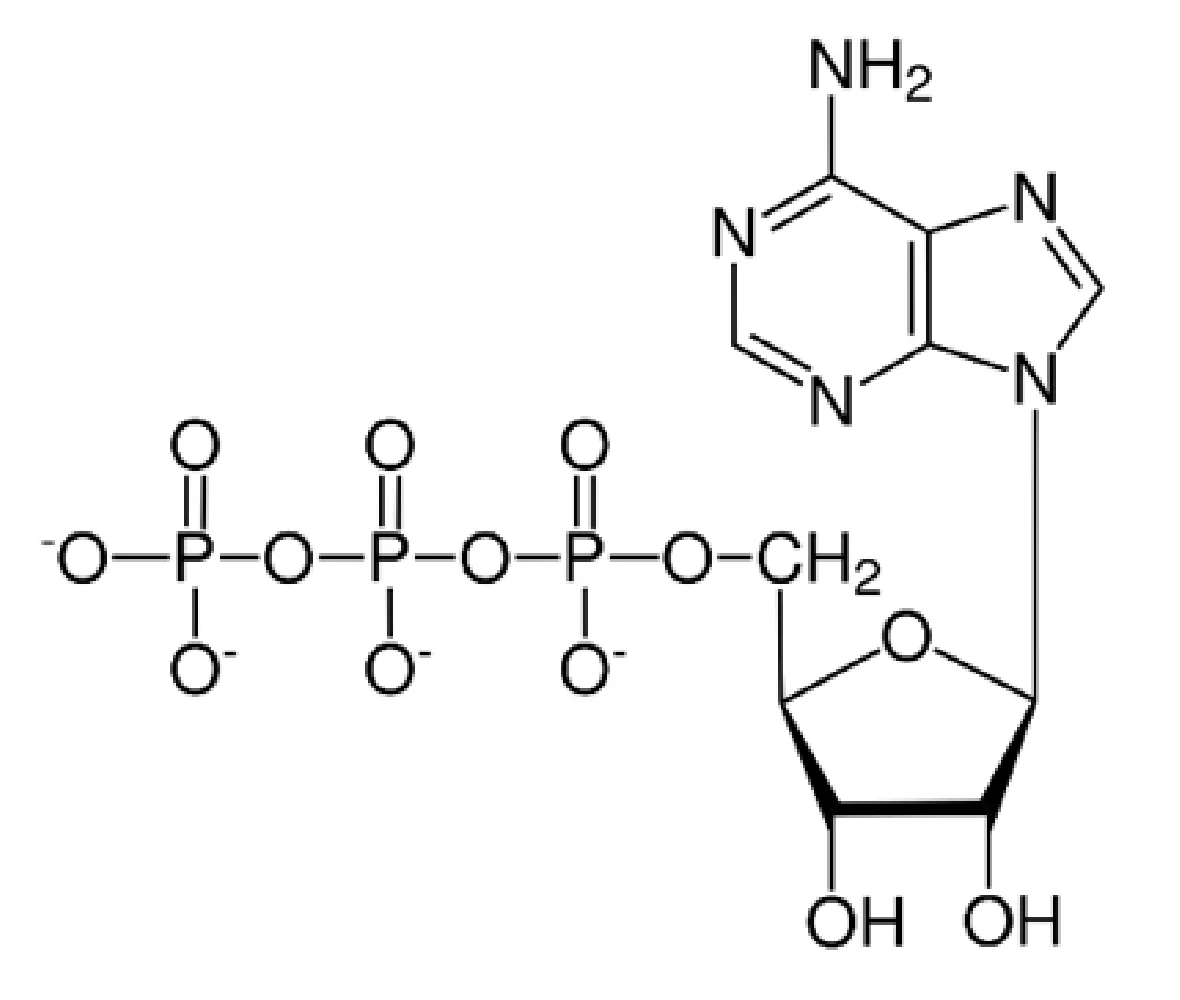 NH₂
N N
N N
O O O
⁻O P O P O P O CH₂
O
O⁻ O⁻ O⁻
OH OH